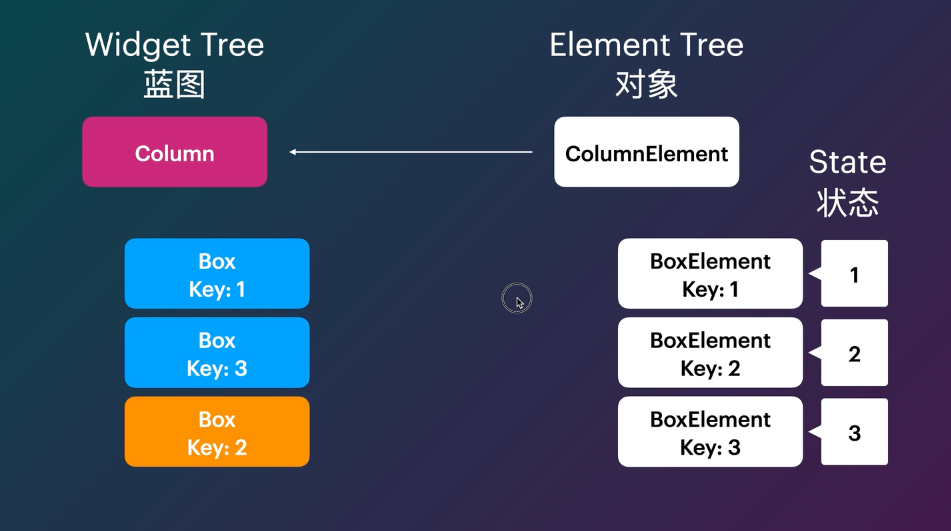 Widget Tree
蓝图
Column
Box
Key: 1
Box
Key: 3
Box
Key: 2
Element Tree
对象
ColumnElement
State
状态
BoxElement
Key: 1
1
BoxElement
Key: 2
2
BoxElement
Key: 3
3